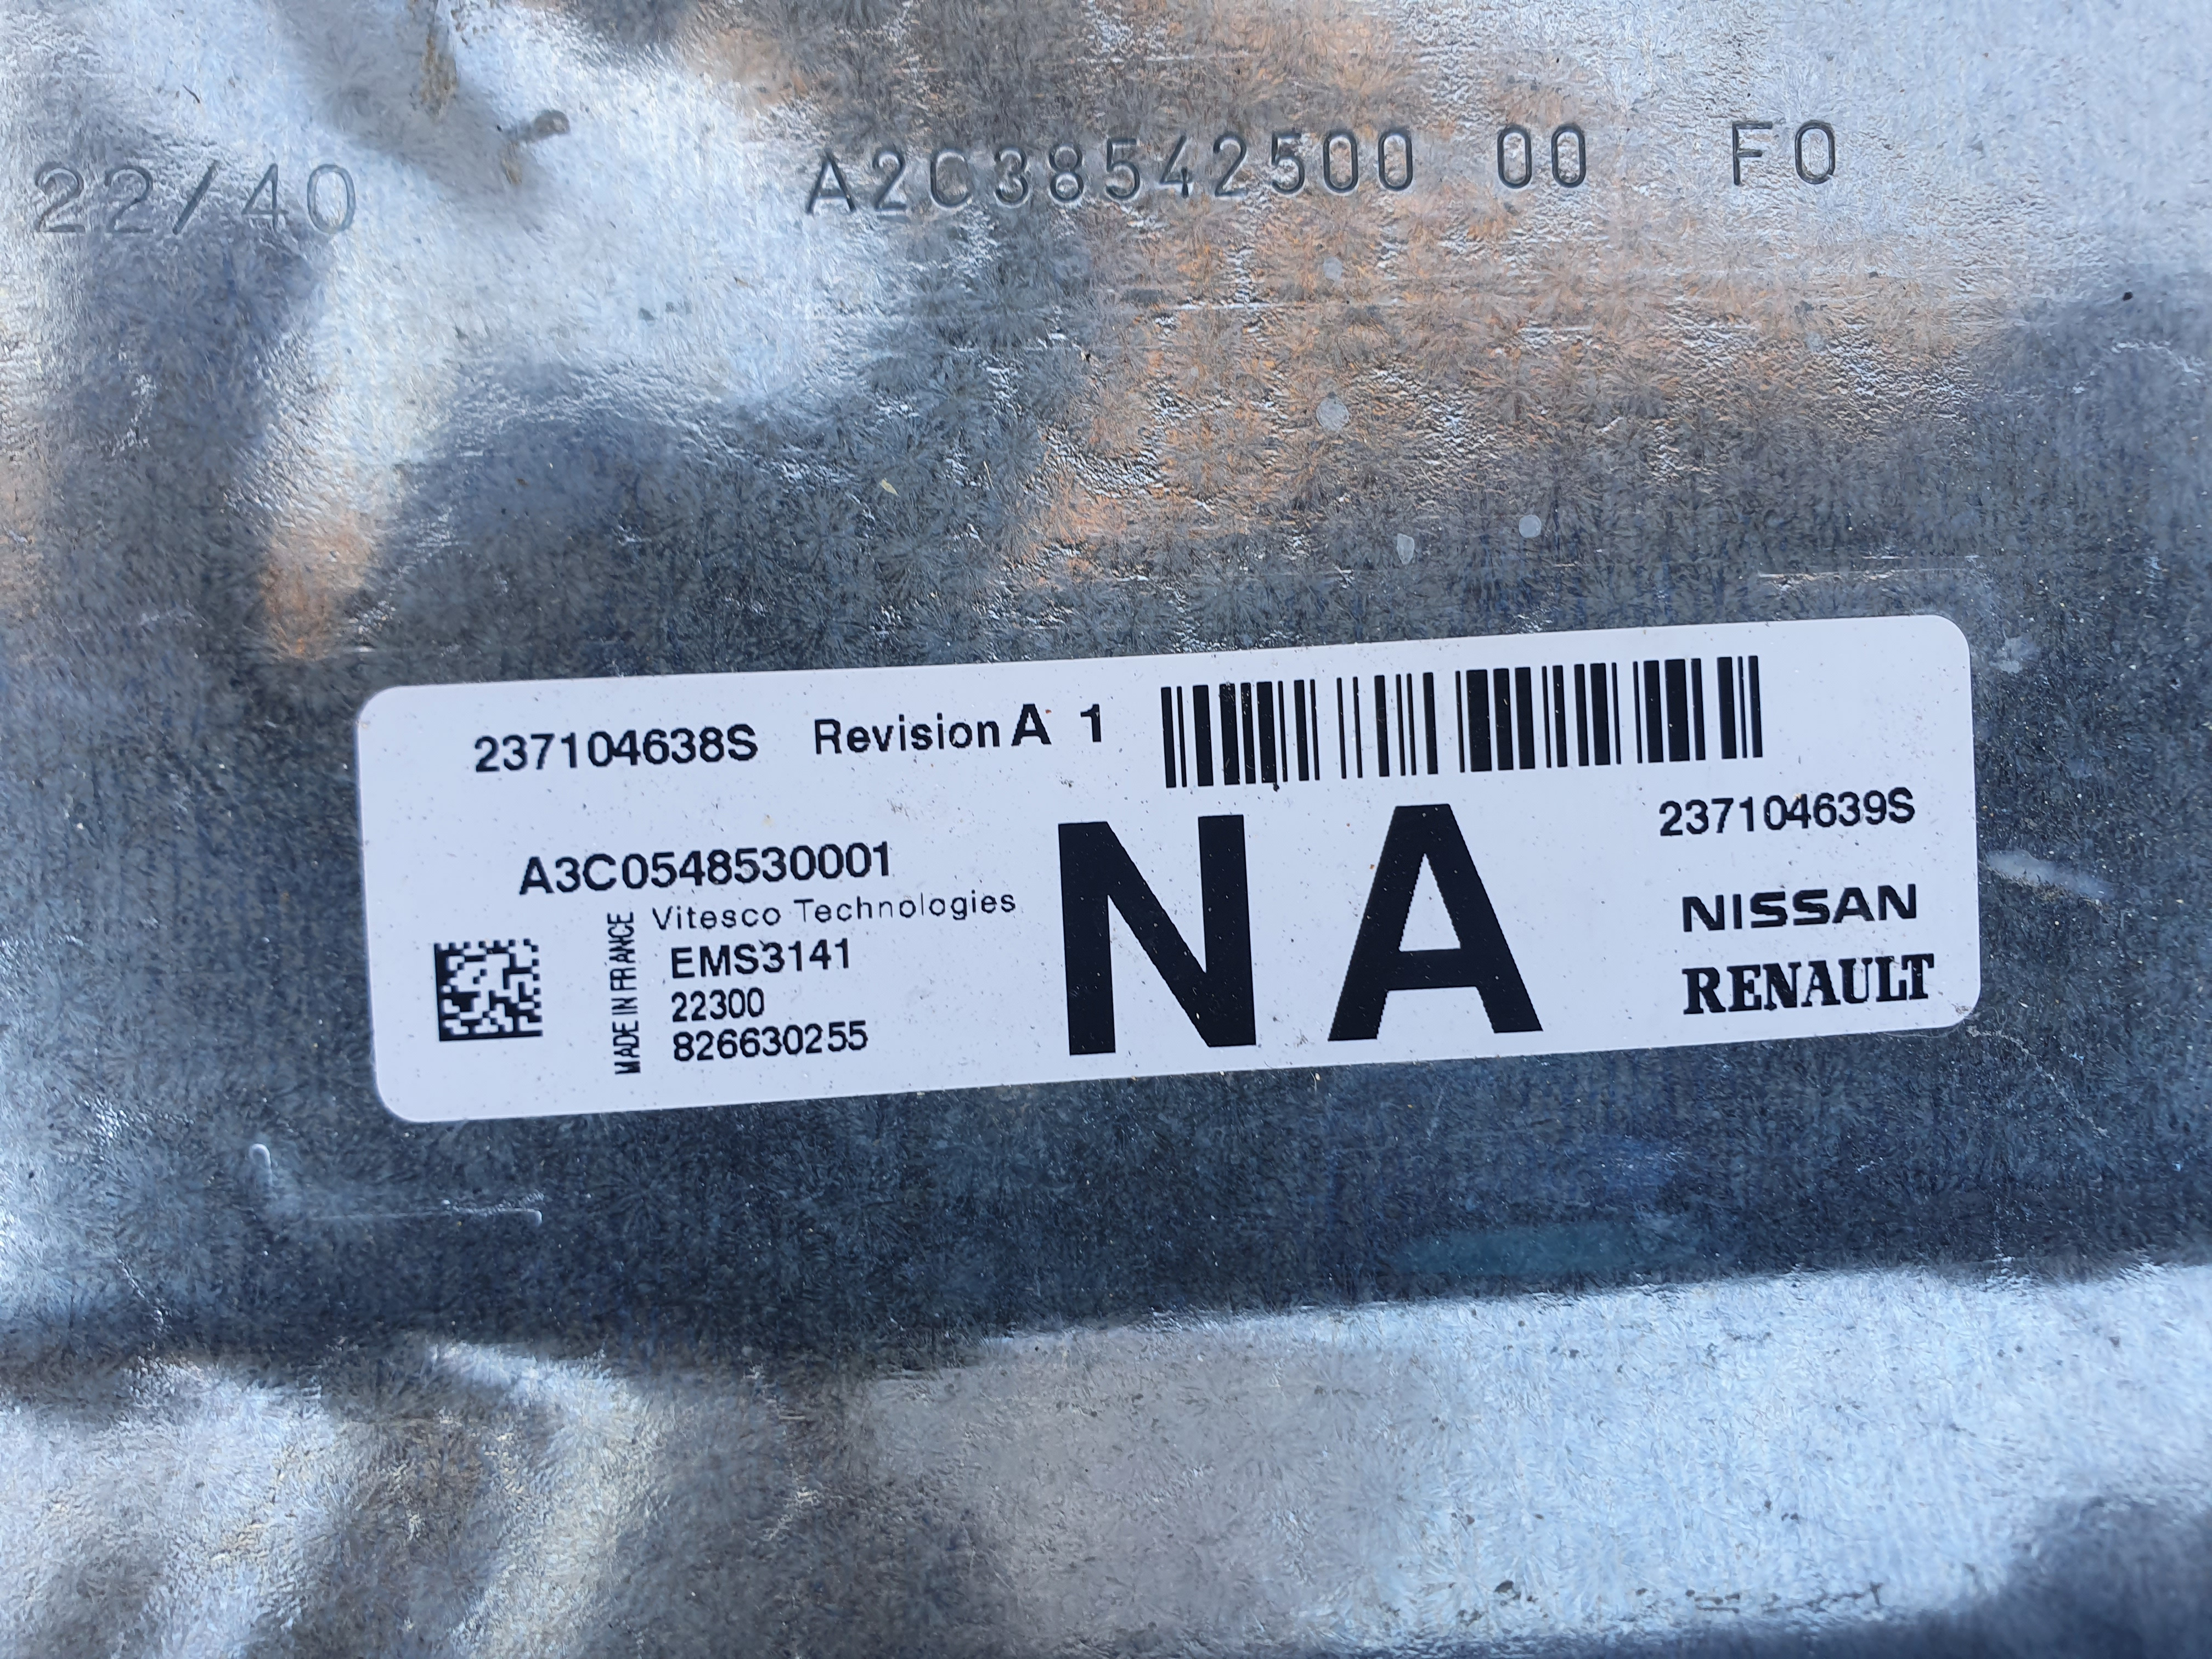 22/40 A2C38542500 00 F0
237104638S Revision A 1
237104639S
A3C0548530001
Vitesco Technologies
MADE IN FRANCE
EMS3141
22300
826630255
NA
NISSAN
RENAULT